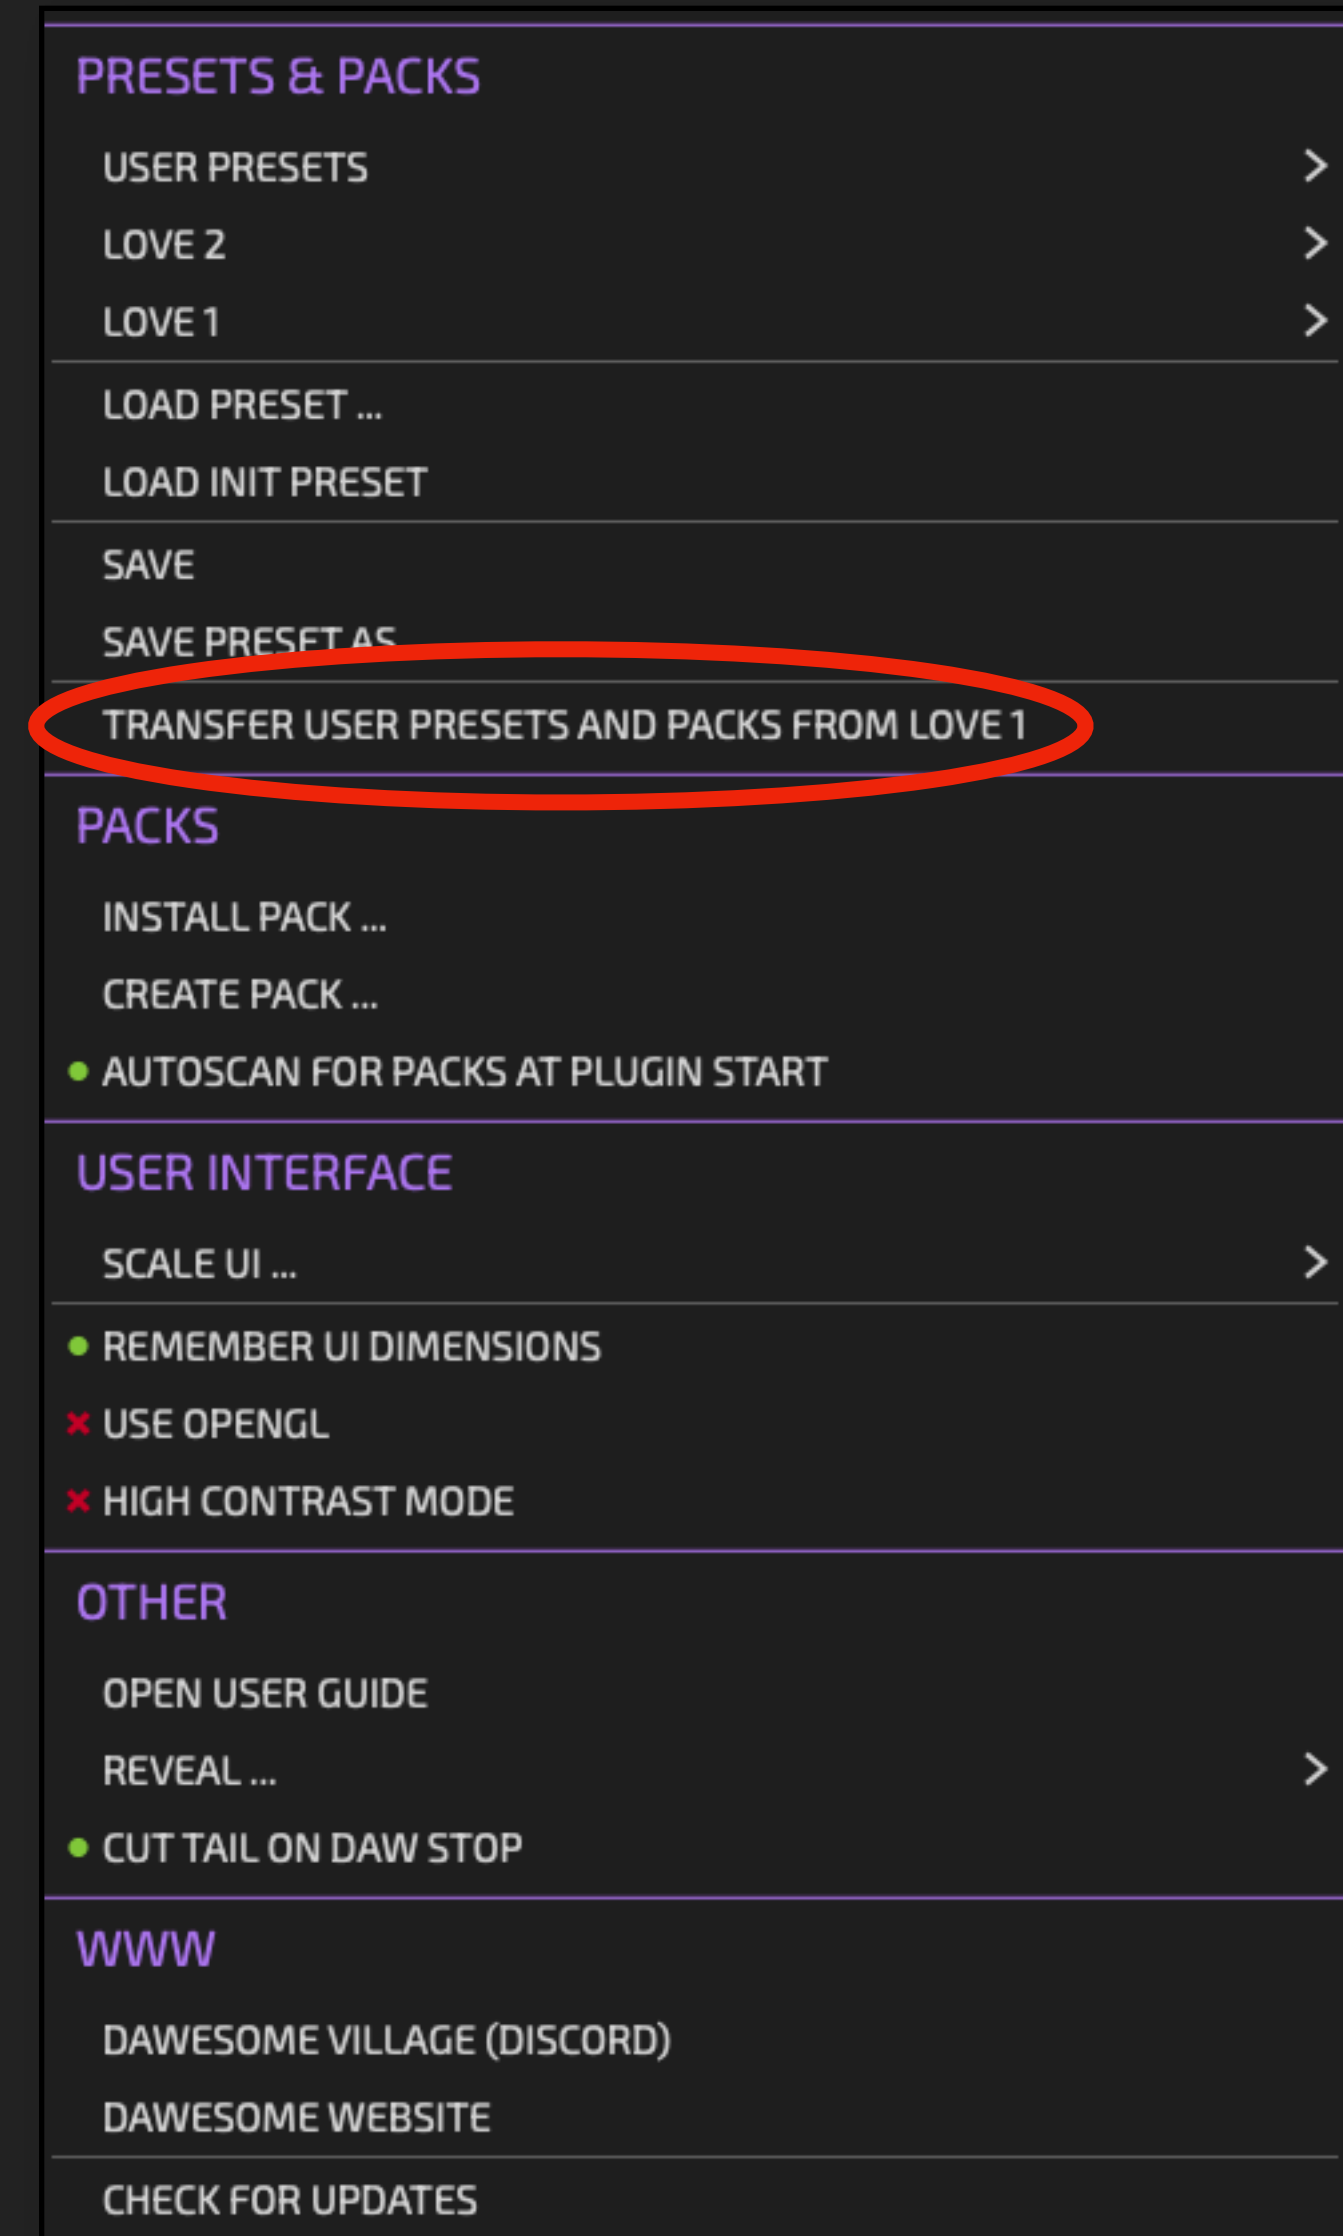 PRESETS & PACKS
USER PRESETS
LOVE 2
LOVE 1
LOAD PRESET ...
LOAD INIT PRESET
SAVE
SAVE PRESET AS
TRANSFER USER PRESETS AND PACKS FROM LOVE 1
PACKS
INSTALL PACK ...
CREATE PACK ...
AUTOSCAN FOR PACKS AT PLUGIN START
USER INTERFACE
SCALE UI ...
REMEMBER UI DIMENSIONS
USE OPENGL
HIGH CONTRAST MODE
OTHER
OPEN USER GUIDE
REVEAL ...
CUT TAIL ON DAW STOP
WWW
DAWESOME VILLAGE (DISCORD)
DAWESOME WEBSITE
CHECK FOR UPDATES